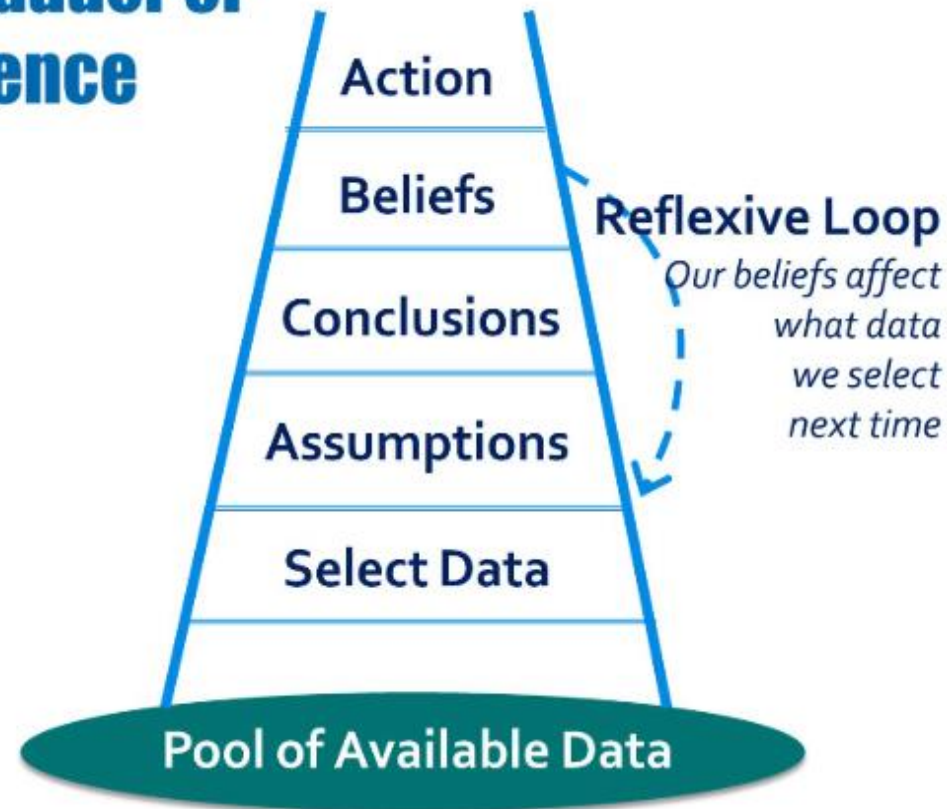 Action
Beliefs
Reflexive Loop
Our beliefs affect
what data
we select
next time
Conclusions
Assumptions
Select Data
Pool of Available Data